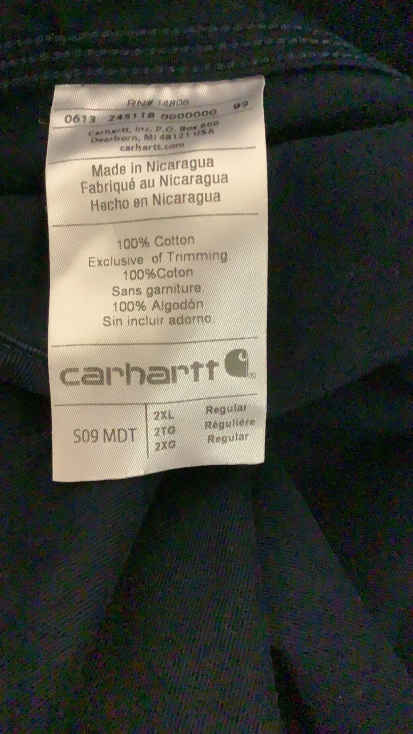 RN# 14806
0613 245118 0000000 99
Carhartt, Inc. P.O. Box 600
Dearborn, MI 48121 USA
carhartt.com
Made in Nicaragua
Fabriqué au Nicaragua
Hecho en Nicaragua
100% Cotton
Exclusive of Trimming
100%Coton
Sans garniture.
100% Algodón
Sin incluir adorno.
carhartt
S09 MDT
2XL Regular
2TG Régulière
2XG Regular